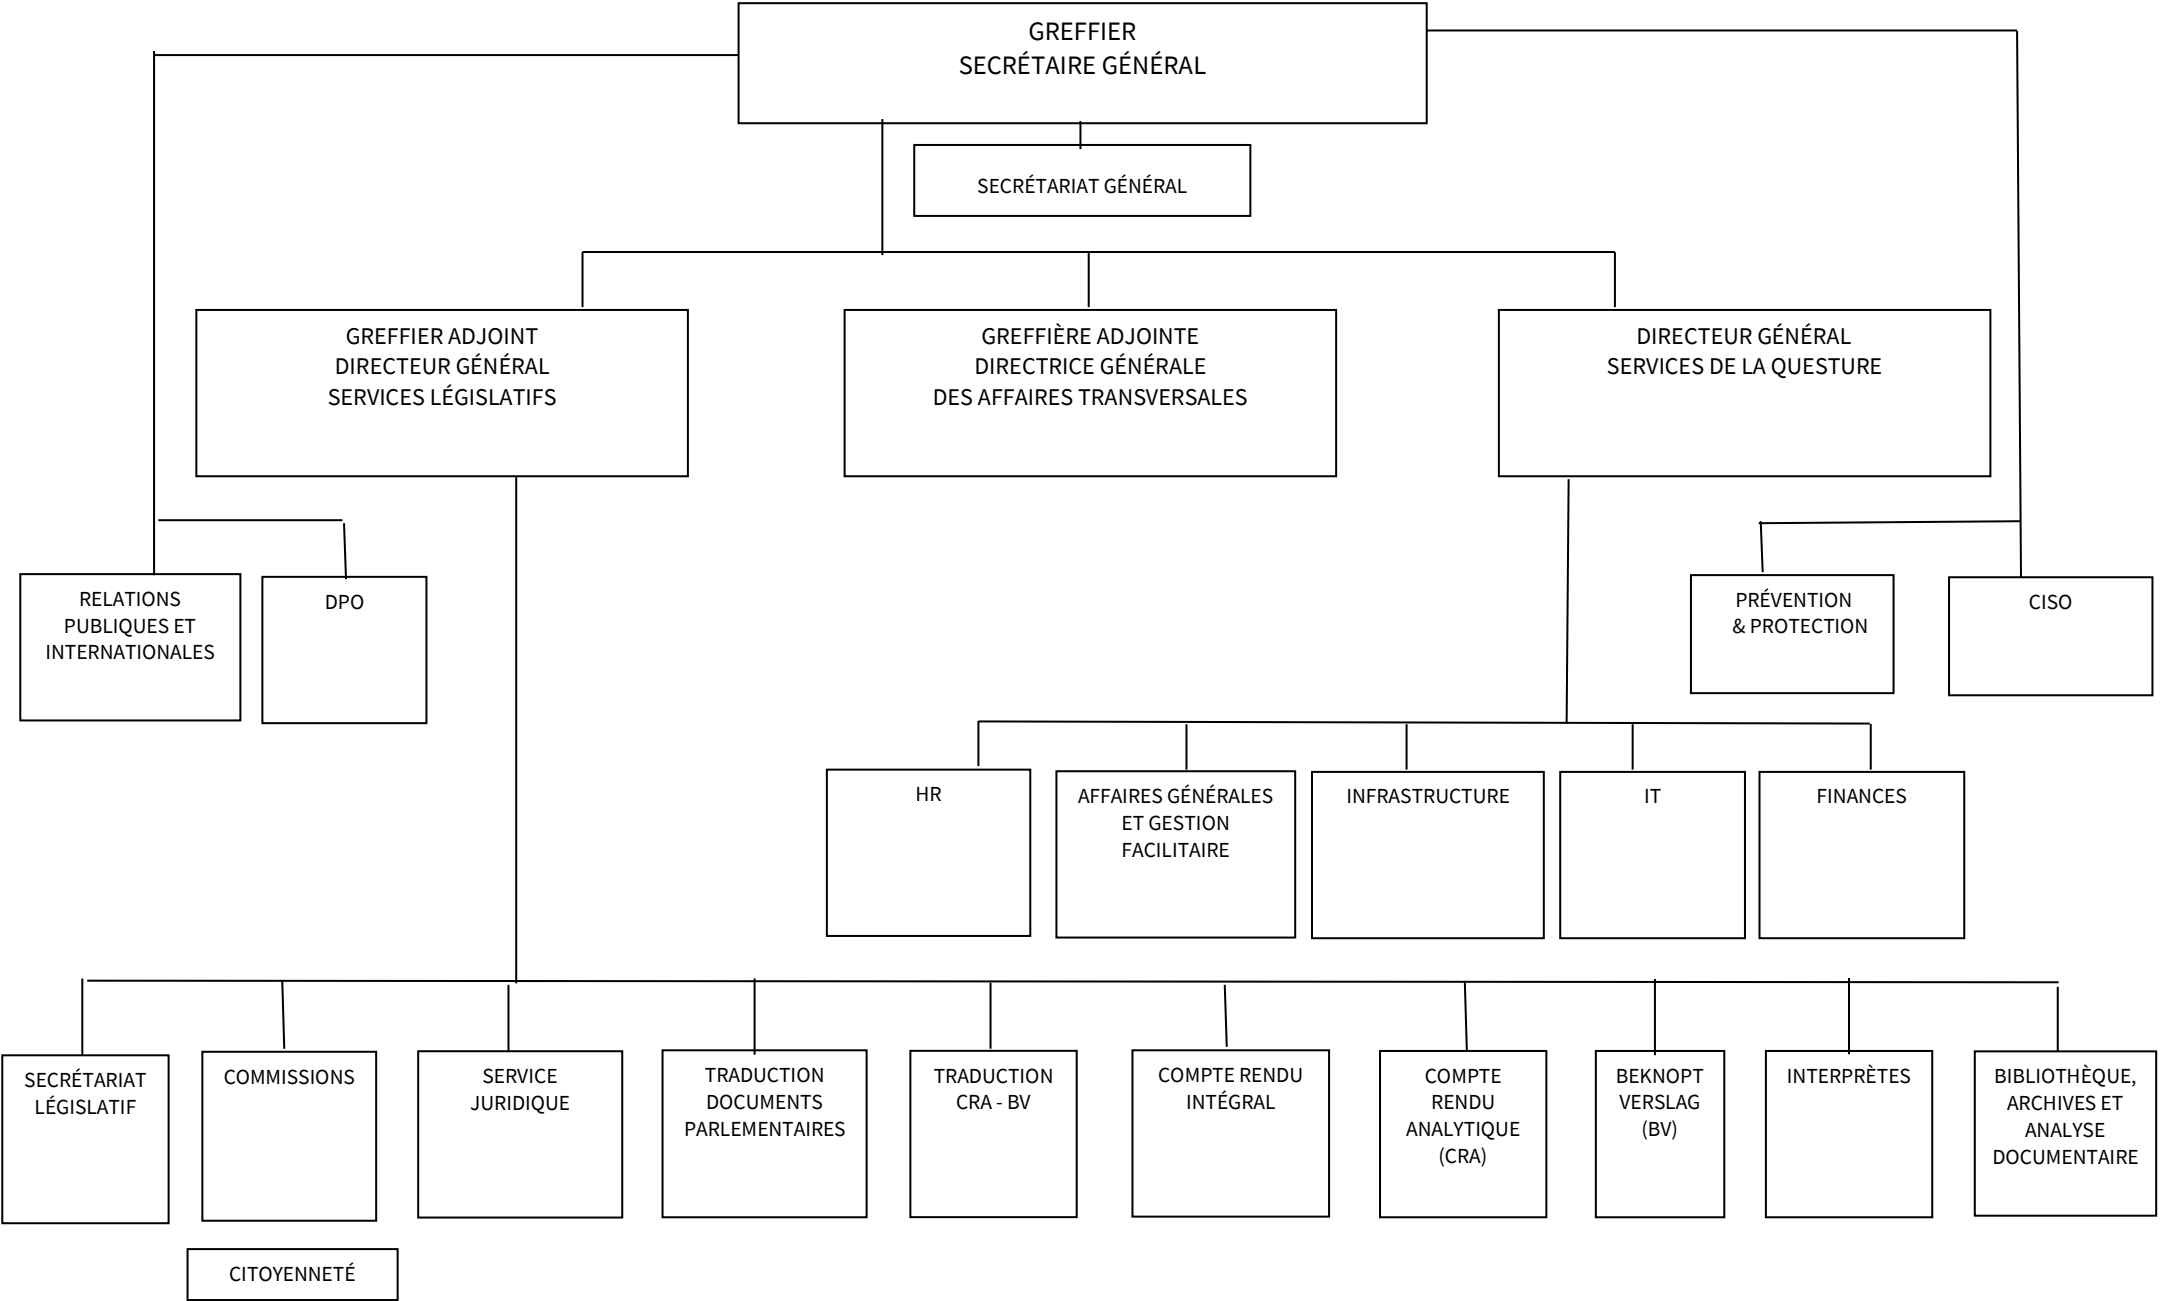 GREFFIER
SECRÉTAIRE GÉNÉRAL
SECRÉTARIAT GÉNÉRAL
GREFFIER ADJOINT
DIRECTEUR GÉNÉRAL
SERVICES LÉGISLATIFS
GREFFIÈRE ADJOINTE
DIRECTRICE GÉNÉRALE
DES AFFAIRES TRANSVERSALES
DIRECTEUR GÉNÉRAL
SERVICES DE LA QUESTURE
RELATIONS
PUBLIQUES ET
INTERNATIONALES
DPO
PRÉVENTION
& PROTECTION
CISO
HR
AFFAIRES GÉNÉRALES
ET GESTION
FACILITAIRE
INFRASTRUCTURE
IT
FINANCES
SECRÉTARIAT
LÉGISLATIF
COMMISSIONS
SERVICE
JURIDIQUE
TRADUCTION
DOCUMENTS
PARLEMENTAIRES
TRADUCTION
CRA - BV
COMPTE RENDU
INTÉGRAL
COMPTE
RENDU
ANALYTIQUE
(CRA)
BEKNOPT
VERSLAG
(BV)
INTERPRÈTES
BIBLIOTHÈQUE,
ARCHIVES ET
ANALYSE
DOCUMENTAIRE
CITOYENNETÉ